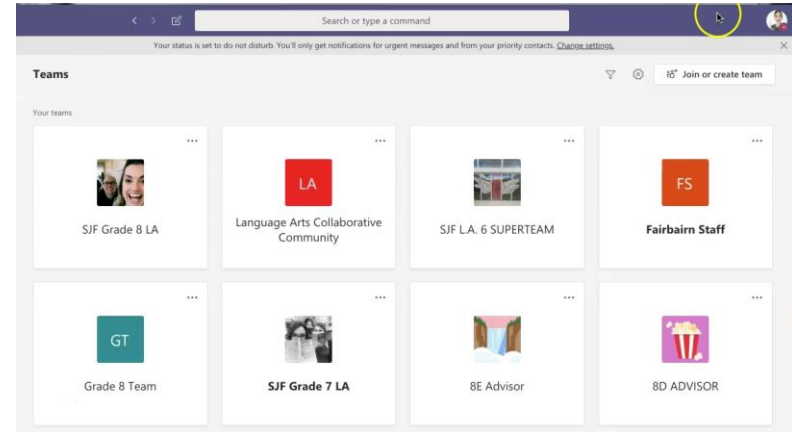 Search or type a command
Your status is set to do not disturb. You'll only get notifications for urgent messages and from your priority contacts. Change settings.
Teams
Join or create team
Your teams
SJF Grade 8 LA
LA
Language Arts Collaborative
Community
SJF L.A. 6 SUPERTEAM
FS
Fairbairn Staff
GT
Grade 8 Team
SJF Grade 7 LA
8E Advisor
8D ADVISOR